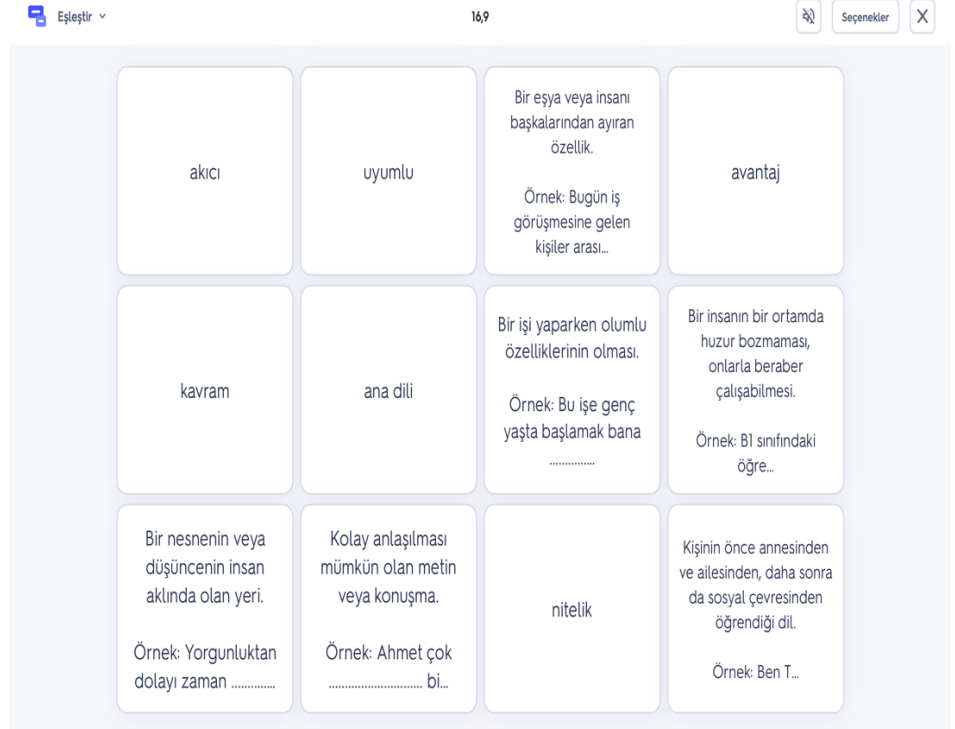 Eşleştir
16,9
Seçenekler
akıcı
uyumlu
Bir eşya veya insanı
başkalarından ayıran
özellik.
Örnek: Bugün iş
görüşmesine gelen
kişiler arası...
avantaj
kavram
ana dili
Bir işi yaparken olumlu
özelliklerinin olması.
Örnek: Bu işe genç
yaşta başlamak bana
...............
Bir insanın bir ortamda
huzur bozmaması,
onlarla beraber
çalışabilmesi.
Örnek: B1 sınıfındaki
öğre...
Bir nesnenin veya
düşüncenin insan
aklında olan yeri.
Örnek: Yorgunluktan
dolayı zaman ..............
Kolay anlaşılması
mümkün olan metin
veya konuşma.
Örnek: Ahmet çok
............................. bi...
nitelik
Kişinin önce annesinden
ve ailesinden, daha sonra
da sosyal çevresinden
öğrendiği dil.
Örnek: Ben T...